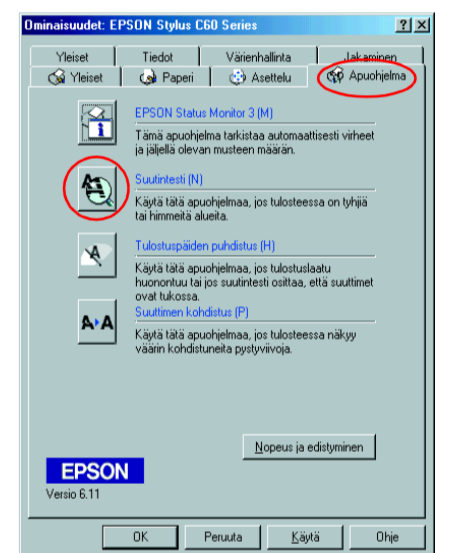 Ominaisuudet: EPSON Stylus C60 Series
Yleiset Tiedot Värienhallinta Jakaminen
Yleiset Paperi Asettelu Apuohjelma
EPSON Status Monitor 3 (M)
Tämä apuohjelma tarkistaa automaattisesti virheet
ja jäljellä olevan musteen määrän.
Suutintesti (N)
Käytä tätä apuohjelmaa, jos tulosteessa on tyhjiä
tai himmeitä alueita.
Tulostuspäiden puhdistus (H)
Käytä tätä apuohjelmaa, jos tulostuslaatu
huonontuu tai jos suutintesti osittaa, että suuttimet
ovat tukossa.
Suuttimen kohdistus (P)
Käytä tätä apuohjelmaa, jos tulosteessa näkyy
väärin kohdistuneita pystyviivoja.
Nopeus ja edistyminen
EPSON
Versio 6.11
OK Peruuta Käytä Ohje